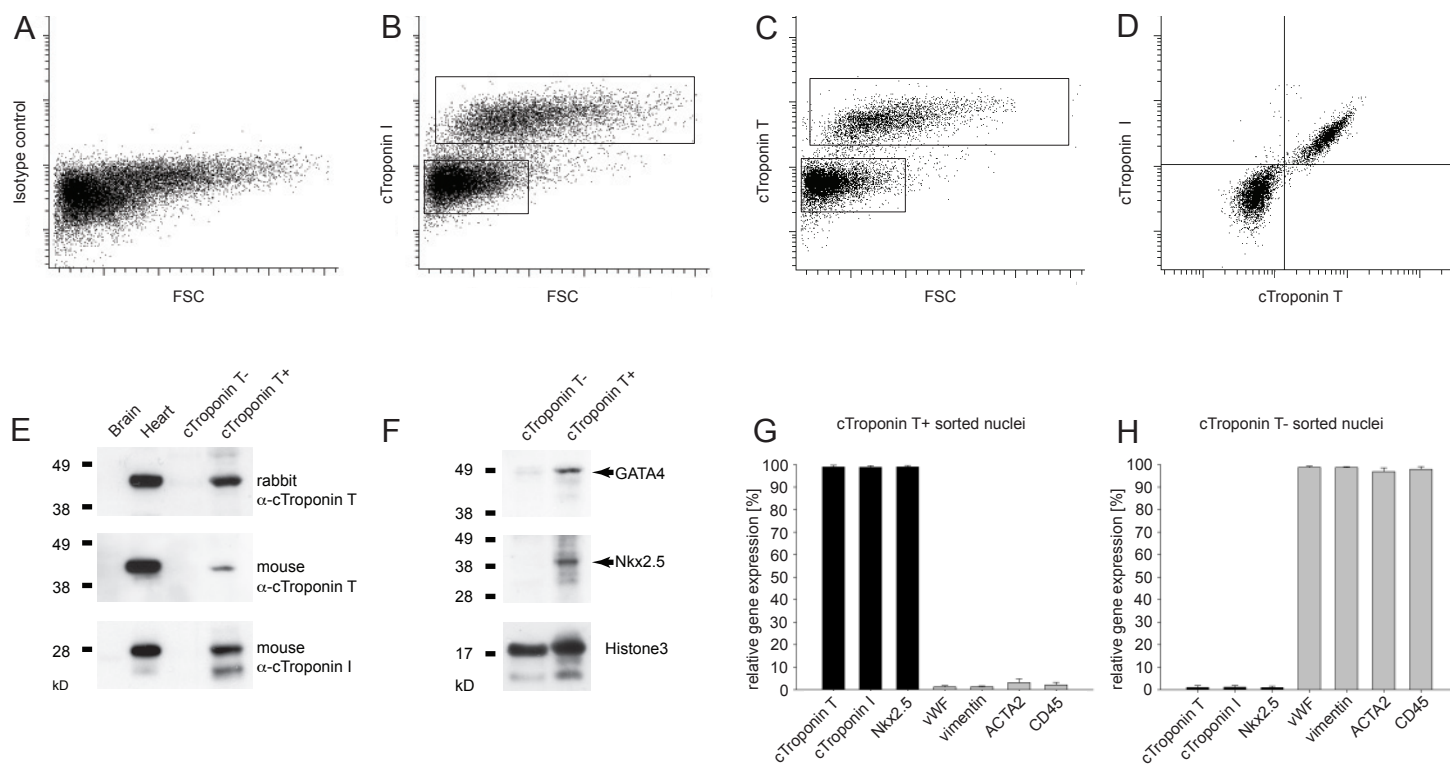 A
Isotype control
FSC
B
cTroponin I
FSC
C
cTroponin T
FSC
D
cTroponin I
cTroponin T
E
Brain
Heart
cTroponin T-
cTroponin T+
49
38
rabbit
α-cTroponin T
49
38
mouse
α-cTroponin T
28
kD
mouse
α-cTroponin I
F
cTroponin T-
cTroponin T+
49
38
GATA4
49
38
28
Nkx2.5
17
kD
Histone3
G
cTroponin T+ sorted nuclei
relative gene expression [%]
100
90
80
70
60
50
40
30
20
10
0
cTroponin T
cTroponin I
Nkx2.5
vWF
vimentin
ACTA2
CD45
H
cTroponin T- sorted nuclei
relative gene expression [%]
100
90
80
70
60
50
40
30
20
10
0
cTroponin T
cTroponin I
Nkx2.5
vWF
vimentin
ACTA2
CD45